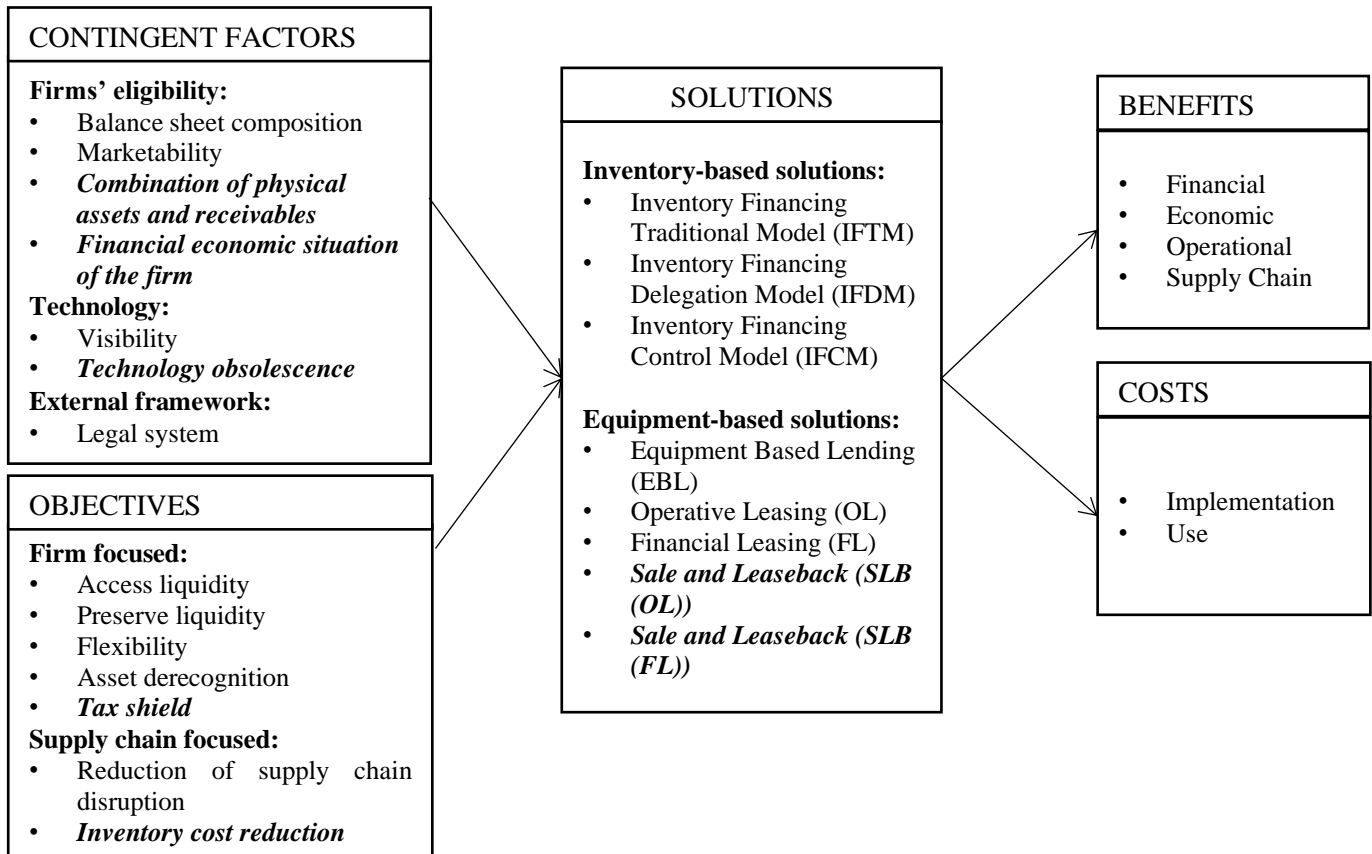 CONTINGENT FACTORS
Firms’ eligibility:
• Balance sheet composition
• Marketability
• Combination of physical
assets and receivables
• Financial economic situation
of the firm
Technology:
• Visibility
• Technology obsolescence
External framework:
• Legal system
OBJECTIVES
Firm focused:
• Access liquidity
• Preserve liquidity
• Flexibility
• Asset derecognition
• Tax shield
Supply chain focused:
• Reduction of supply chain
disruption
• Inventory cost reduction
SOLUTIONS
Inventory-based solutions:
• Inventory Financing
Traditional Model (IFTM)
• Inventory Financing
Delegation Model (IFDM)
• Inventory Financing
Control Model (IFCM)
Equipment-based solutions:
• Equipment Based Lending
(EBL)
• Operative Leasing (OL)
• Financial Leasing (FL)
• Sale and Leaseback (SLB
(OL))
• Sale and Leaseback (SLB
(FL))
BENEFITS
• Financial
• Economic
• Operational
• Supply Chain
COSTS
• Implementation
• Use